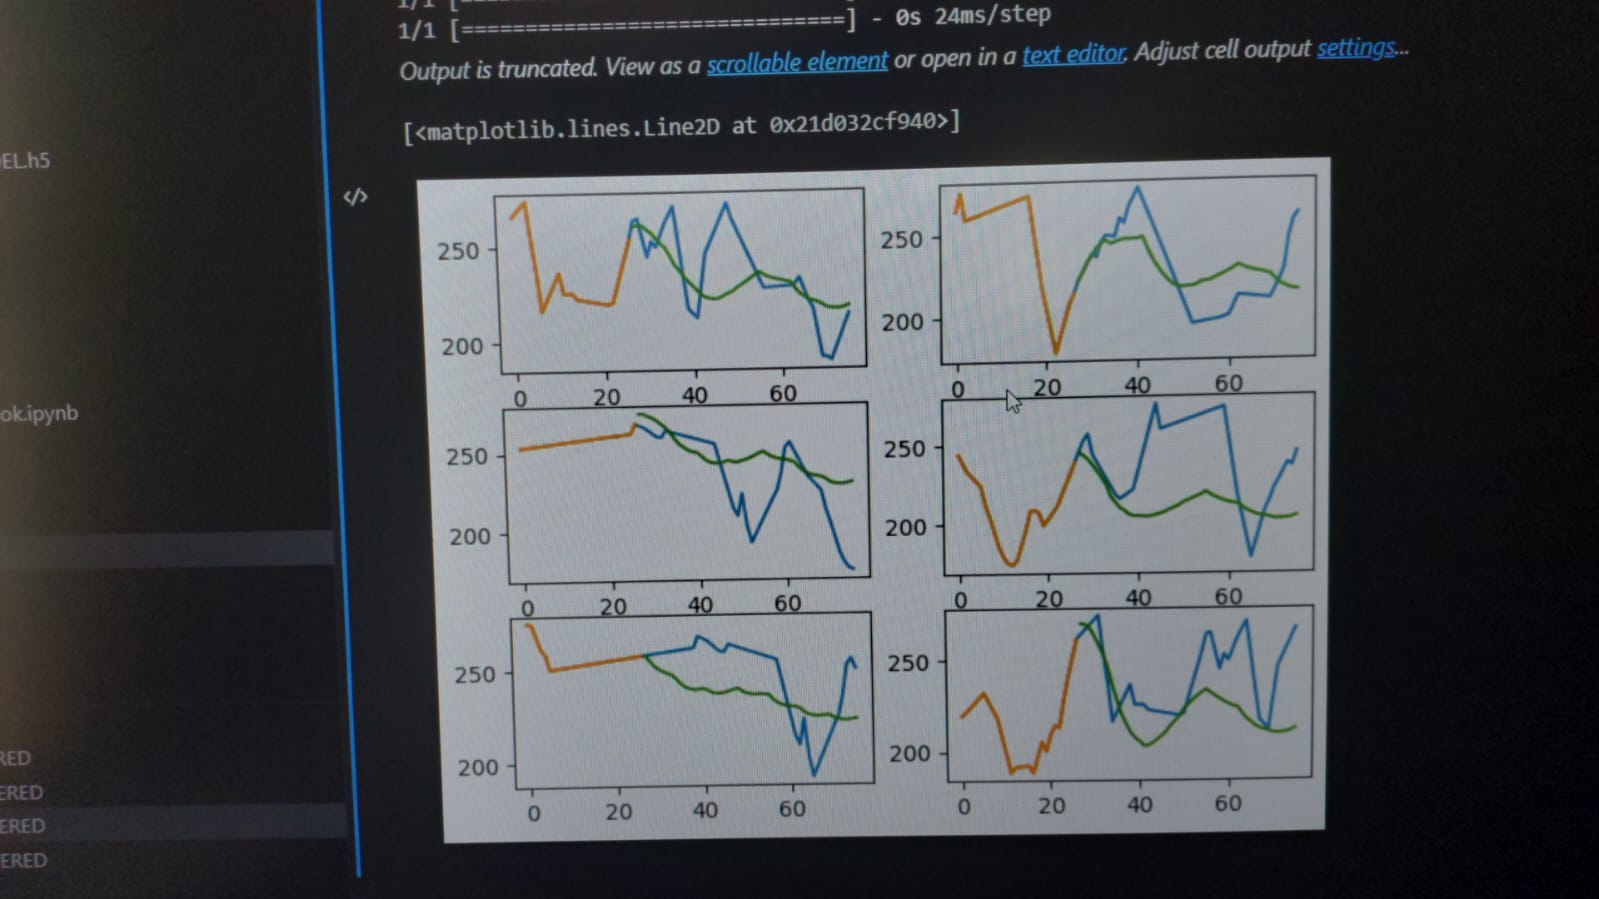 1/1 [==============================] - 0s 24ms/step
Output is truncated. View as a scrollable element or open in a text editor. Adjust cell output settings...
[<matplotlib.lines.Line2D at 0x21d032cf940>]
EL.h5
</>
ok.ipynb
RED
ERED
ERED
ERED
250
200
0 20 40 60
250
200
0 20 40 60
250
200
0 20 40 60
250
200
0 20 40 60
250
200
0 20 40 60
250
200
0 20 40 60